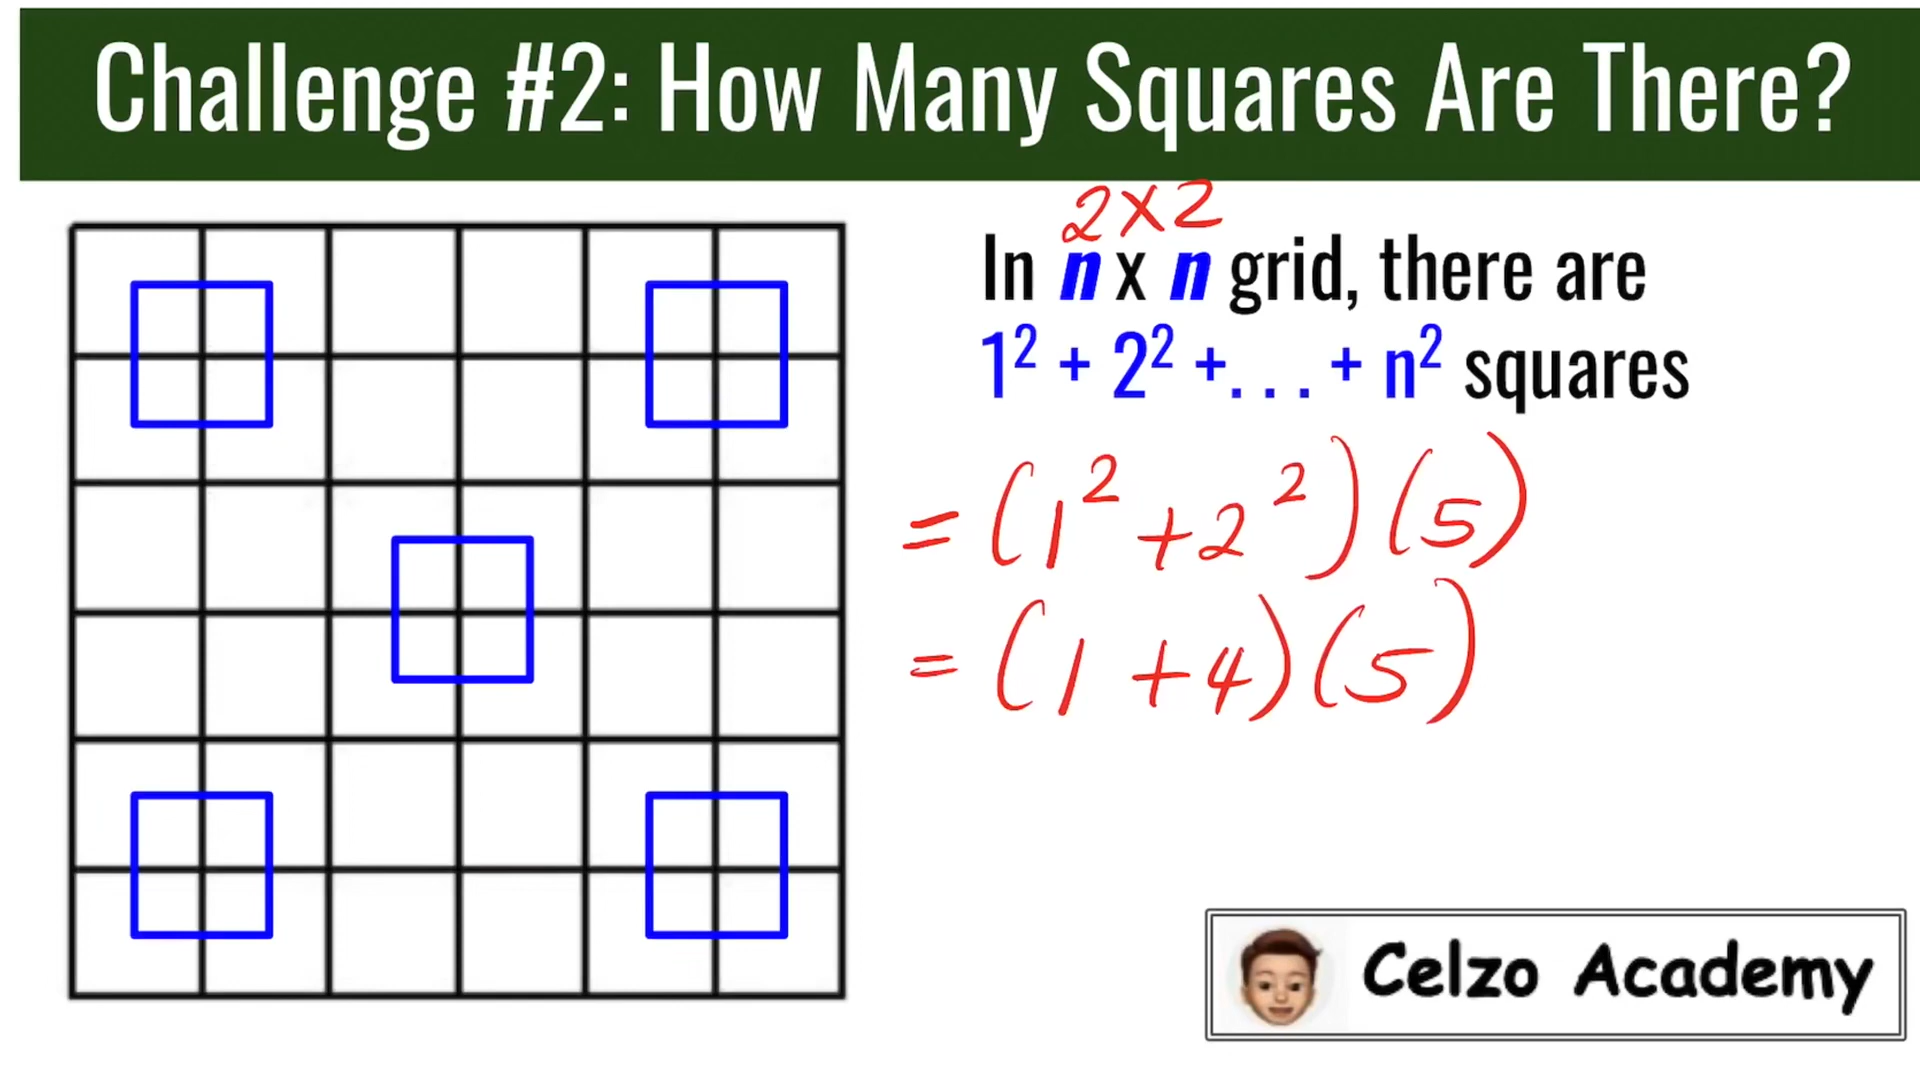 Challenge #2: How Many Squares Are There?
2x2
In n x n grid, there are
1² + 2² +. . . + n² squares
= (1² + 2²)(5)
= (1 + 4)(5)
Celzo Academy